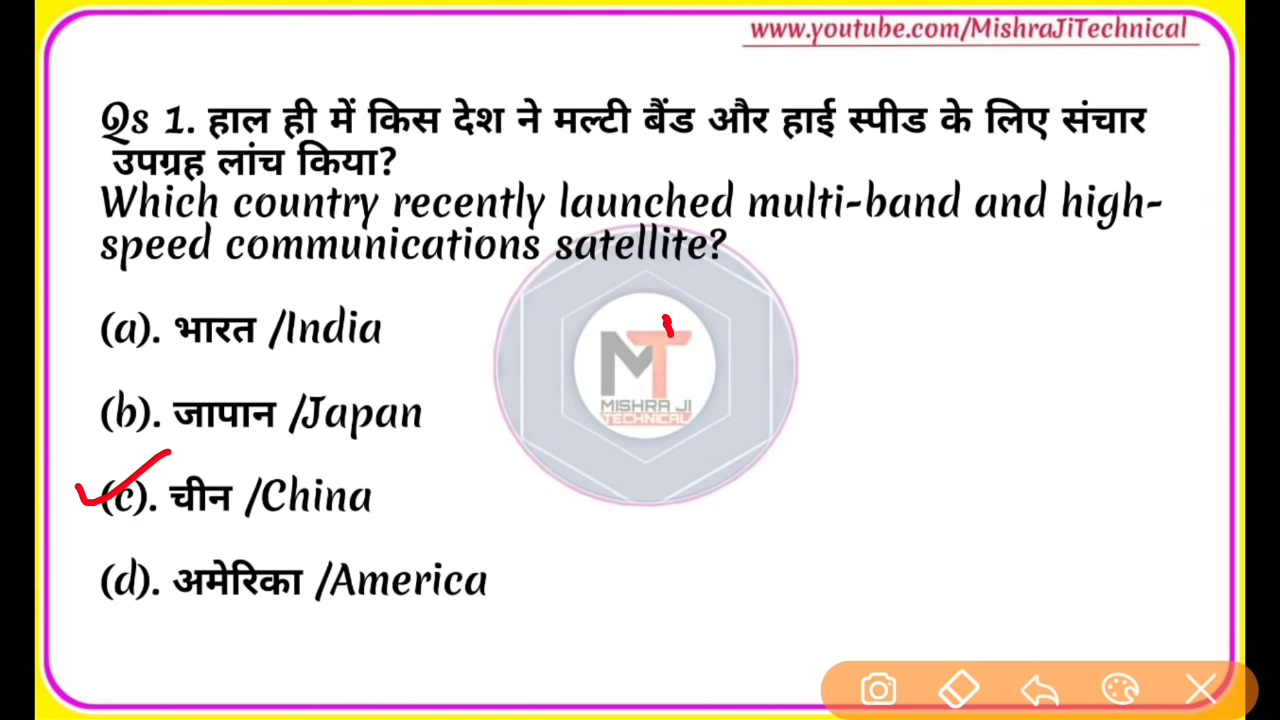 www.youtube.com/MishraJiTechnical
Qs 1. हाल ही में किस देश ने मल्टी बैंड और हाई स्पीड के लिए संचार
उपग्रह लांच किया?
Which country recently launched multi-band and high-
speed communications satellite?
(a). भारत /India
MT
(b). जापान /Japan
MISHRA JI
TECHNICAL
(c). चीन /China
(d). अमेरिका /America